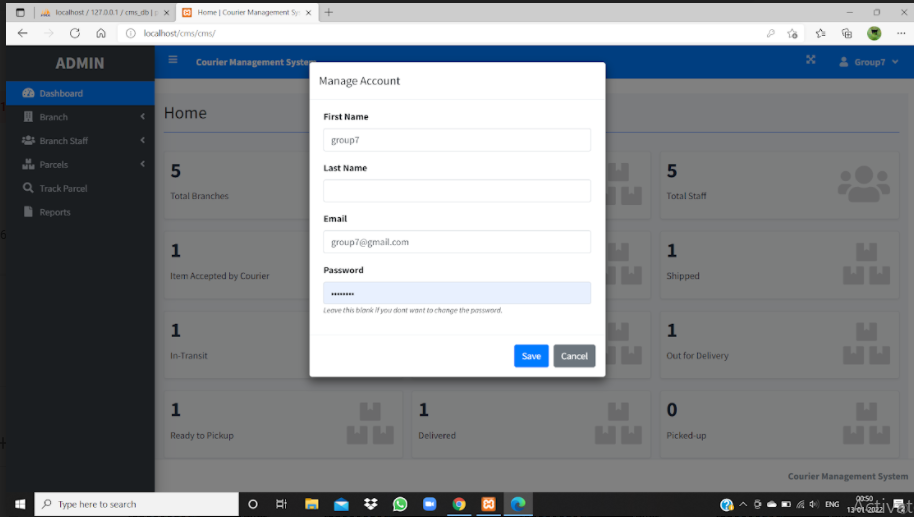 localhost / 127.0.0.1 / cms_db | p
Home | Courier Management Sy
localhost/cms/cms/
ADMIN
Courier Management System
Group7
Dashboard
Branch
Branch Staff
Parcels
Track Parcel
Reports
Home
Manage Account
First Name
group7
Last Name
Email
group7@gmail.com
Password
Leave this blank if you dont want to change the password.
Save
Cancel
5
Total Branches
5
Total Staff
1
Item Accepted by Courier
1
Shipped
1
In-Transit
1
Out for Delivery
1
Ready to Pickup
1
Delivered
0
Picked-up
Courier Management System
Type here to search
ENG
00:50
13-01-2022
Activat